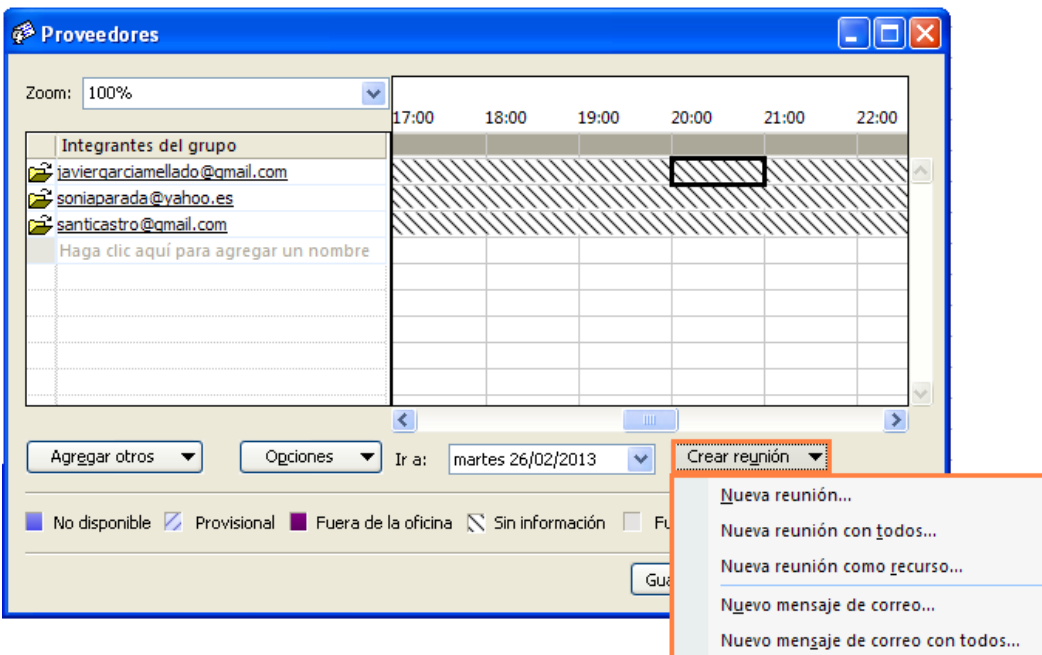 Proveedores
Zoom: 100%
17:00 18:00 19:00 20:00 21:00 22:00
Integrantes del grupo
javiergarciamellado@gmail.com
soniaparada@yahoo.es
santicastro@gmail.com
Haga clic aquí para agregar un nombre
Agregar otros Opciones Ir a: martes 26/02/2013 Crear reunión
No disponible Provisional Fuera de la oficina Sin información
Nueva reunión...
Nueva reunión con todos...
Nueva reunión como recurso...
Nuevo mensaje de correo...
Nuevo mensaje de correo con todos...